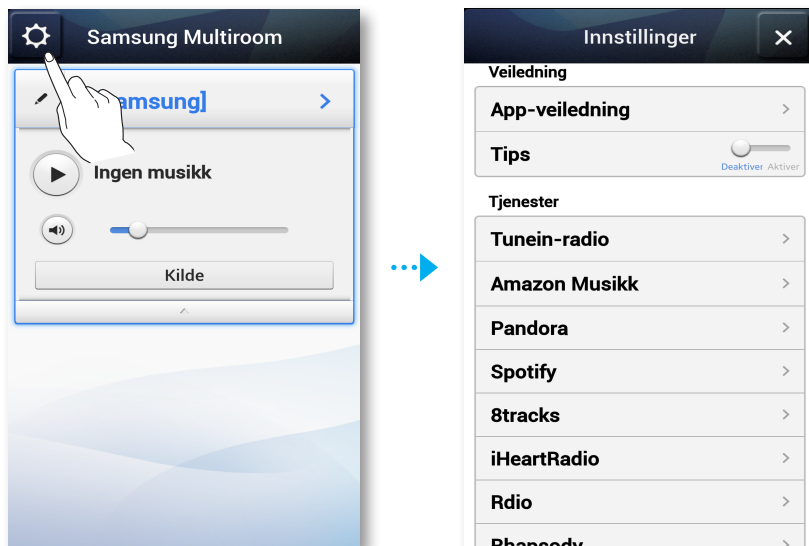 Samsung Multiroom
amsung]
Ingen musikk
Kilde
Innstillinger
Veiledning
App-veiledning
Tips
Deaktiver Aktiver
Tjenester
Tunein-radio
Amazon Musikk
Pandora
Spotify
8tracks
iHeartRadio
Rdio
Rhapsody